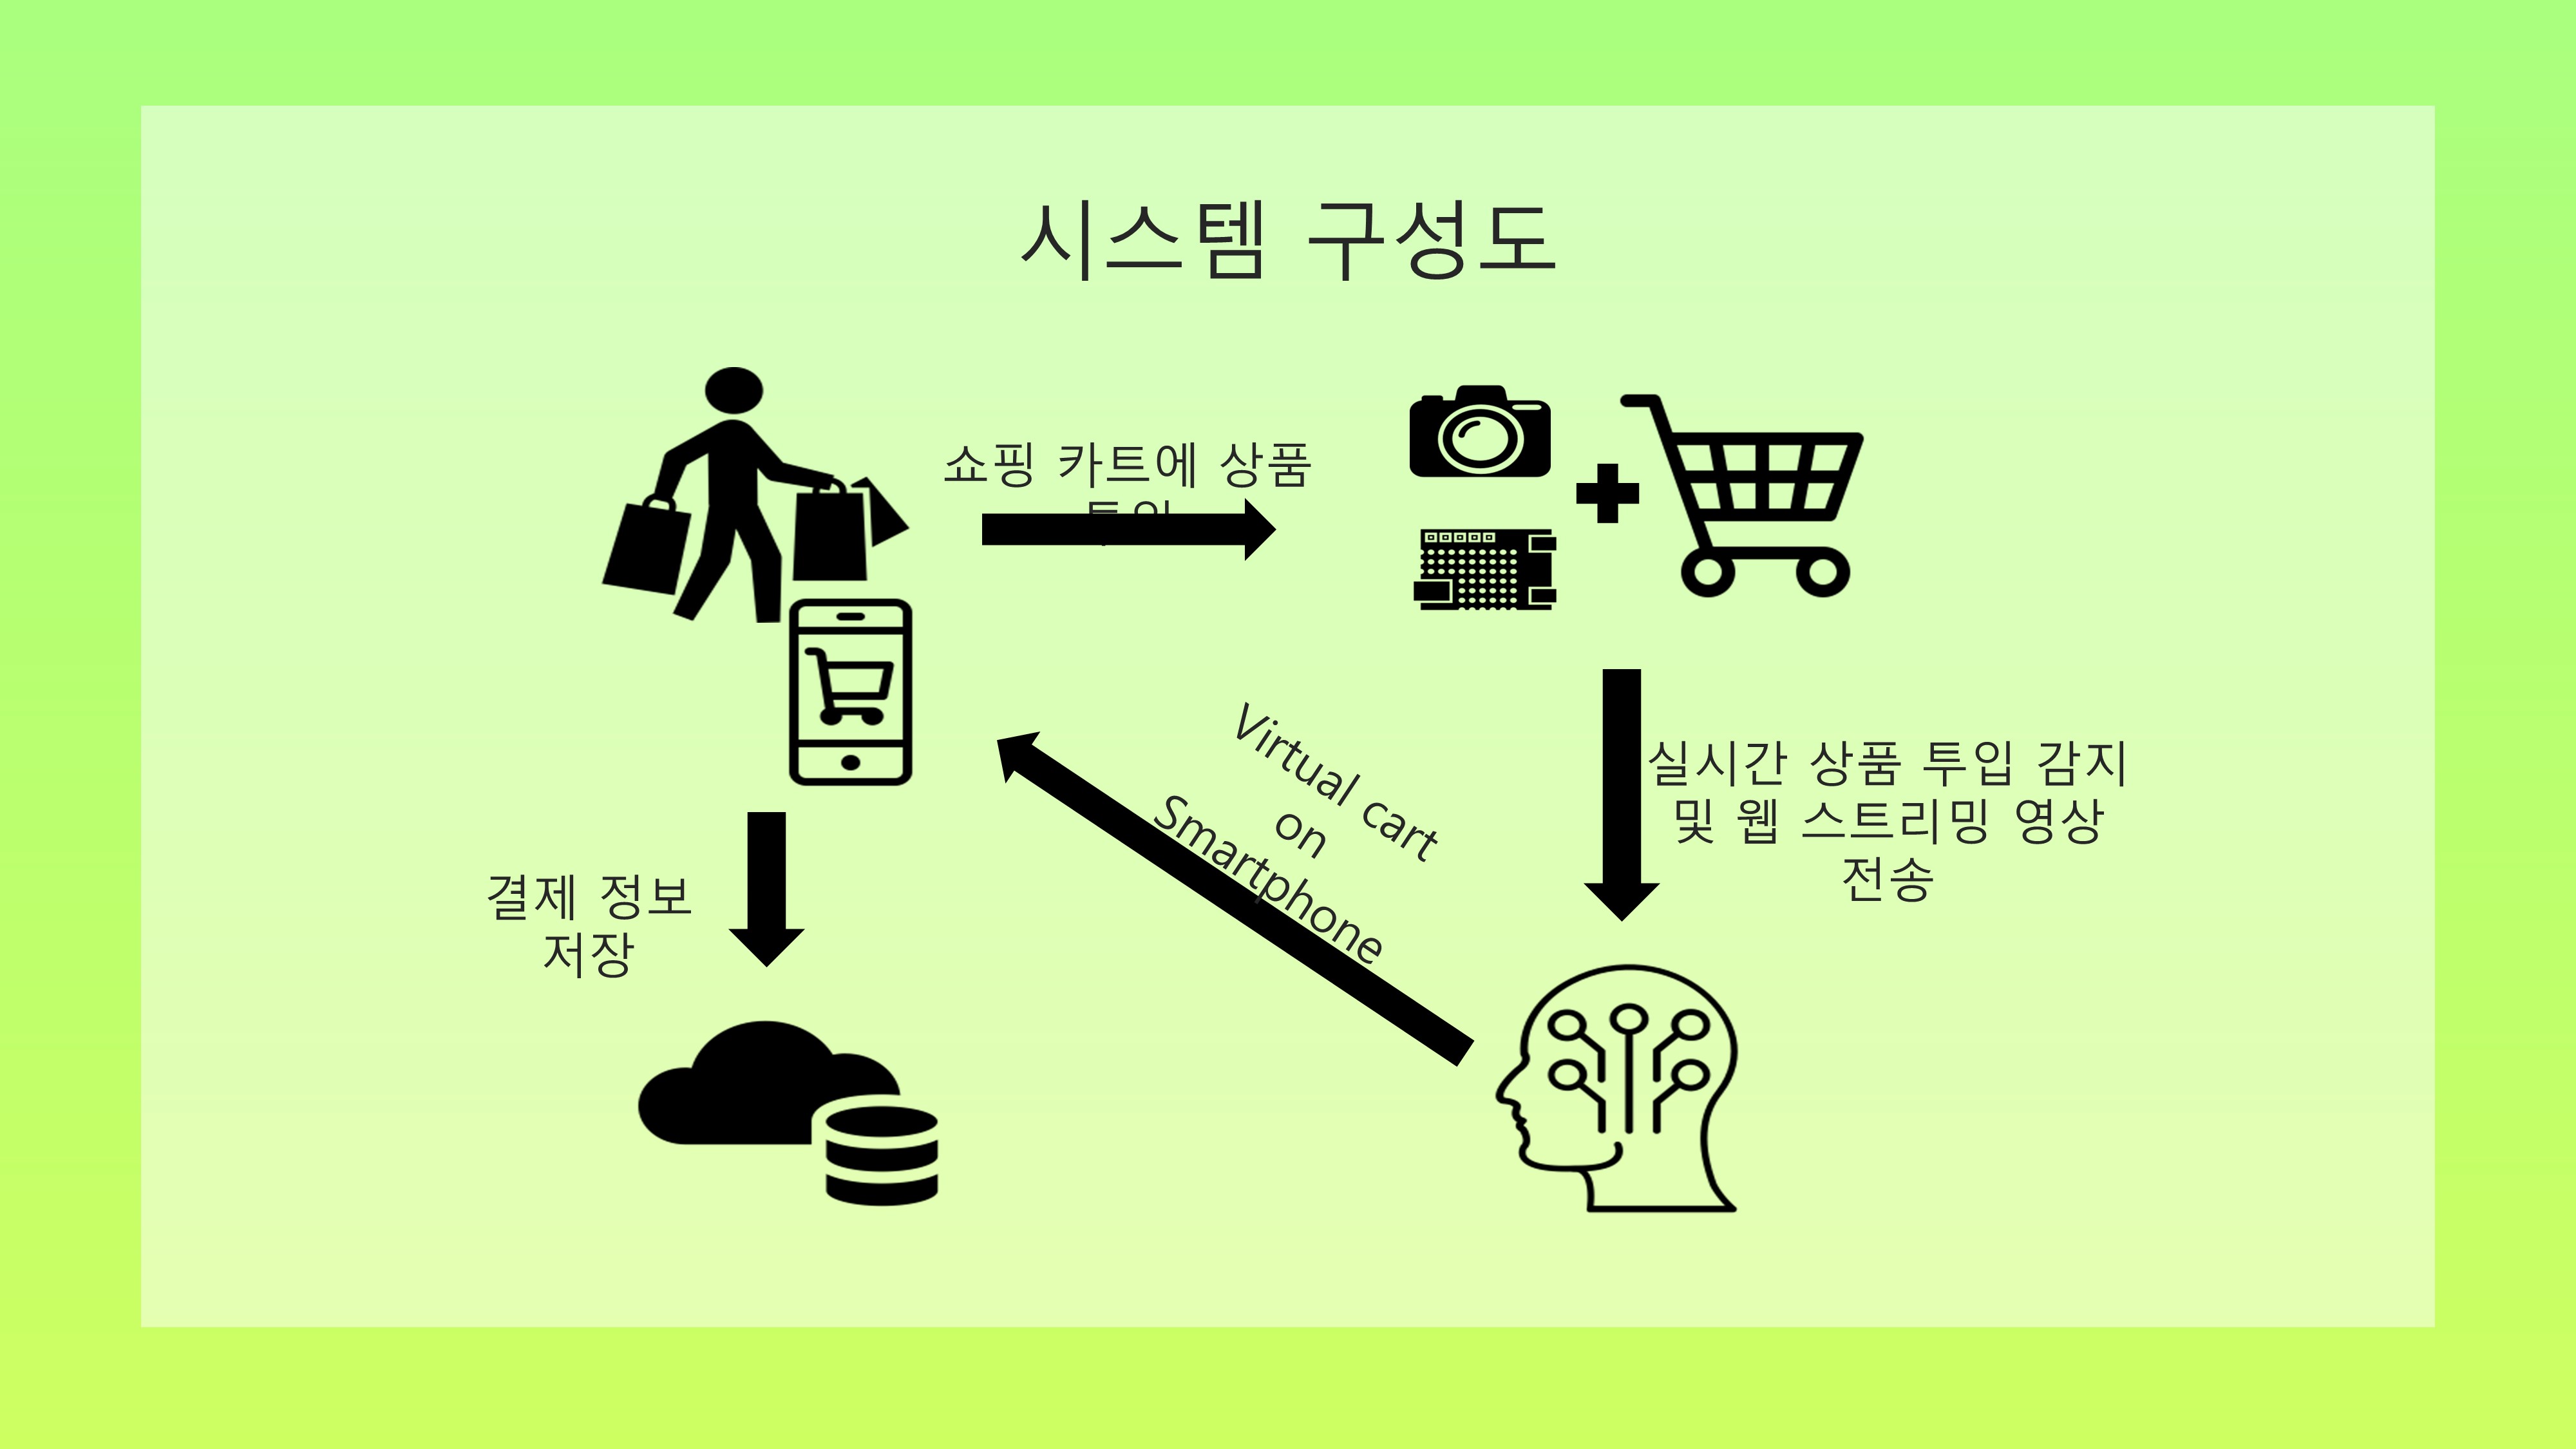 시스템 구성도
쇼핑 카트에 상품
Virtual cart
on
Smartphone
실시간 상품 투입 감지
및 웹 스트리밍 영상
전송
결제 정보
저장